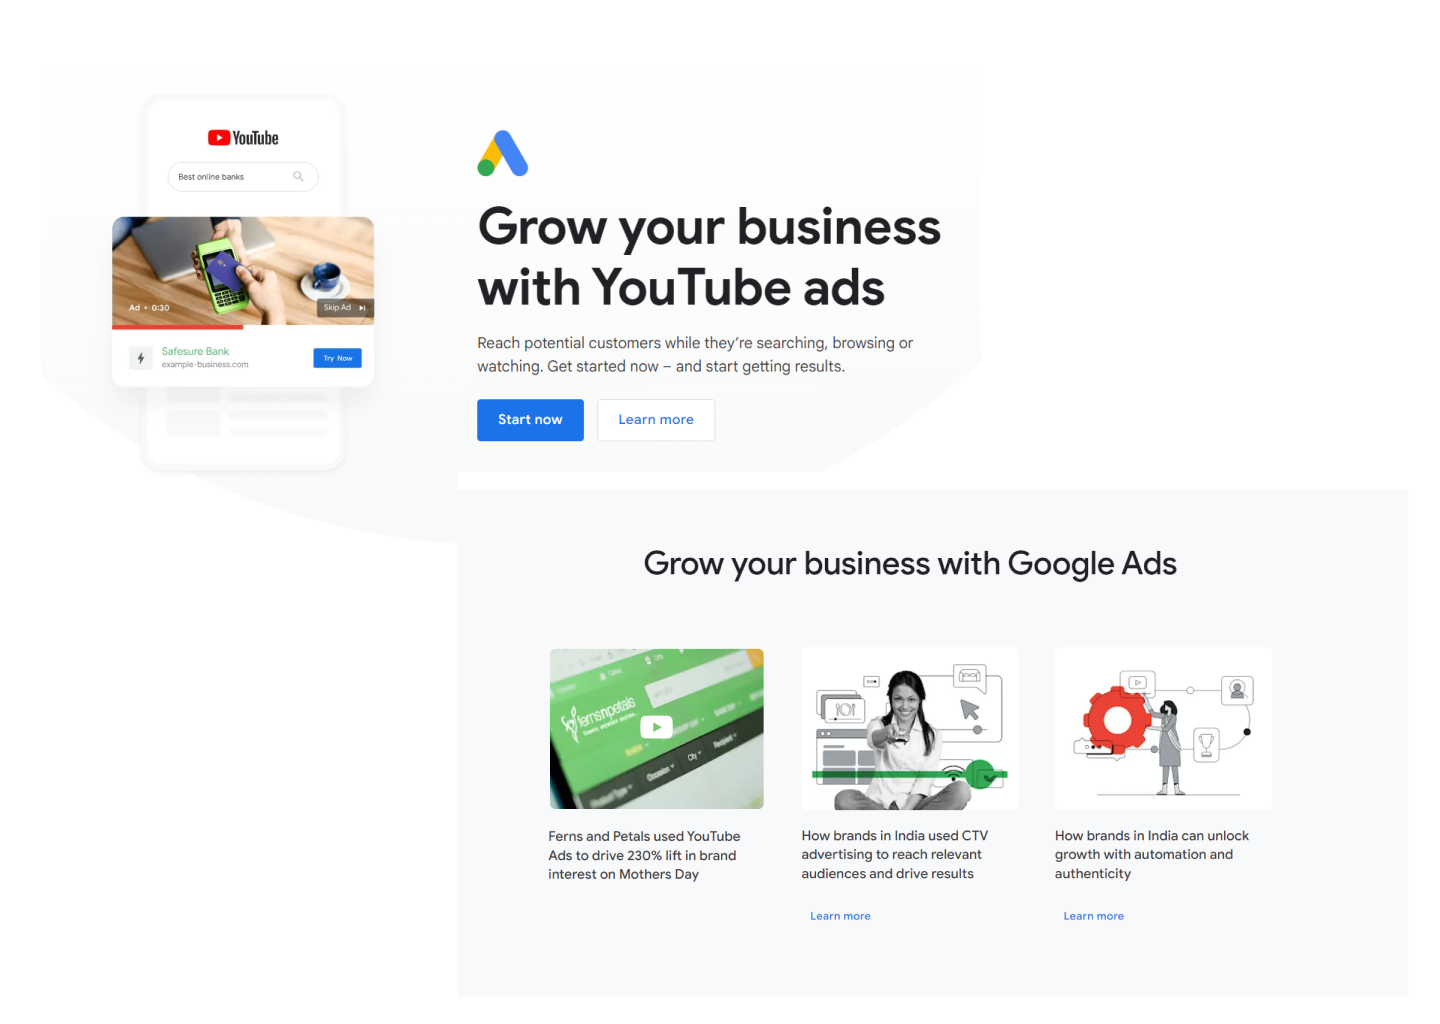 YouTube
Best online banks
Ad • 0:30
Skip Ad
Safesure Bank
example-business.com
Try Now
Grow your business
with YouTube ads
Reach potential customers while they’re searching, browsing or
watching. Get started now – and start getting results.
Start now
Learn more
Grow your business with Google Ads
fernsnpetals
Occasion
City
Recipient
Product Type
Ferns and Petals used YouTube
Ads to drive 230% lift in brand
interest on Mothers Day
How brands in India used CTV
advertising to reach relevant
audiences and drive results
Learn more
How brands in India can unlock
growth with automation and
authenticity
Learn more